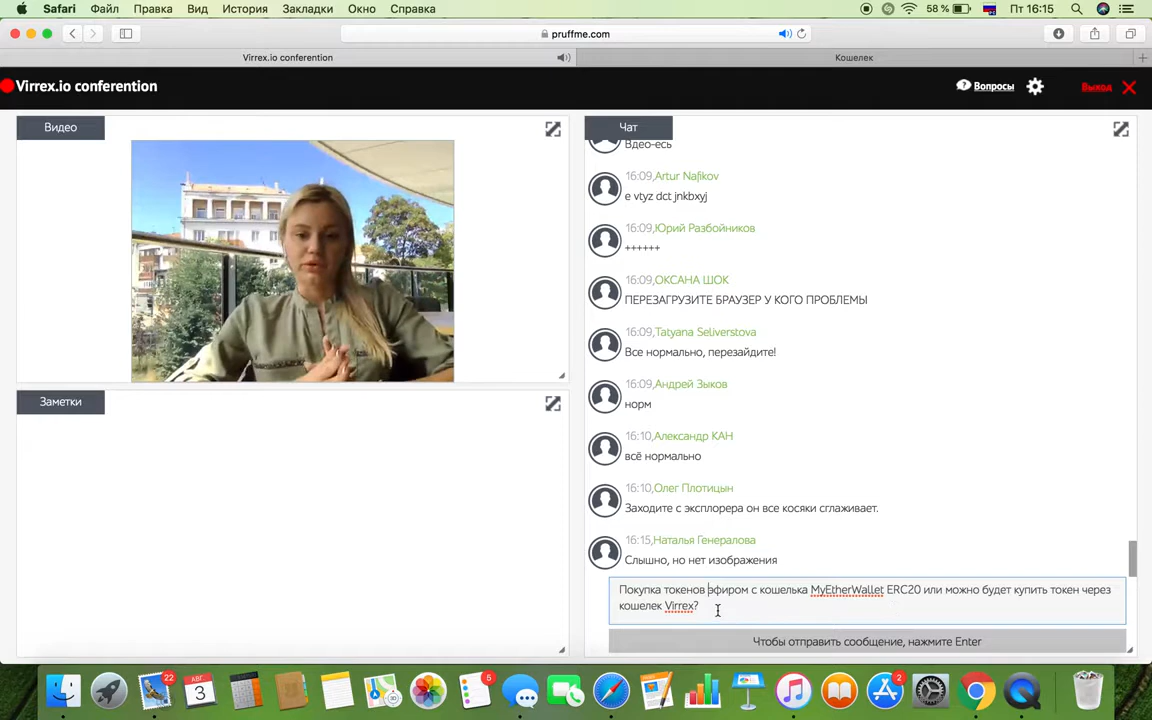 Safari Файл Правка Вид История Закладки Окно Справка 58 % Пт 16:15
pruffme.com
Virrex.io conferention Кошелек
Virrex.io conferention Вопросы Выход
Видео
Чат
Вдео-есь
16:09,Artur Nafikov
е vtyz dct jnkbxyj
16:09,Юрий Разбойников
++++++
16:09,ОКСАНА ШОК
ПЕРЕЗАГРУЗИТЕ БРАУЗЕР У КОГО ПРОБЛЕМЫ
16:09,Tatyana Seliverstova
Все нормально, перезайдите!
16:09,Андрей Зыков
норм
16:10,Александр КАН
всё нормально
16:10,Олег Плотицын
Заходите с эксплорера он все косяки сглаживает.
16:15,Наталья Генералова
Слышно, но нет изображения
Заметки
Покупка токенов эфиром с кошелька MyEtherWallet ERC20 или можно будет купить токен через
кошелек Virrex?
Чтобы отправить сообщение, нажмите Enter
22
АВГ.
3
5
2